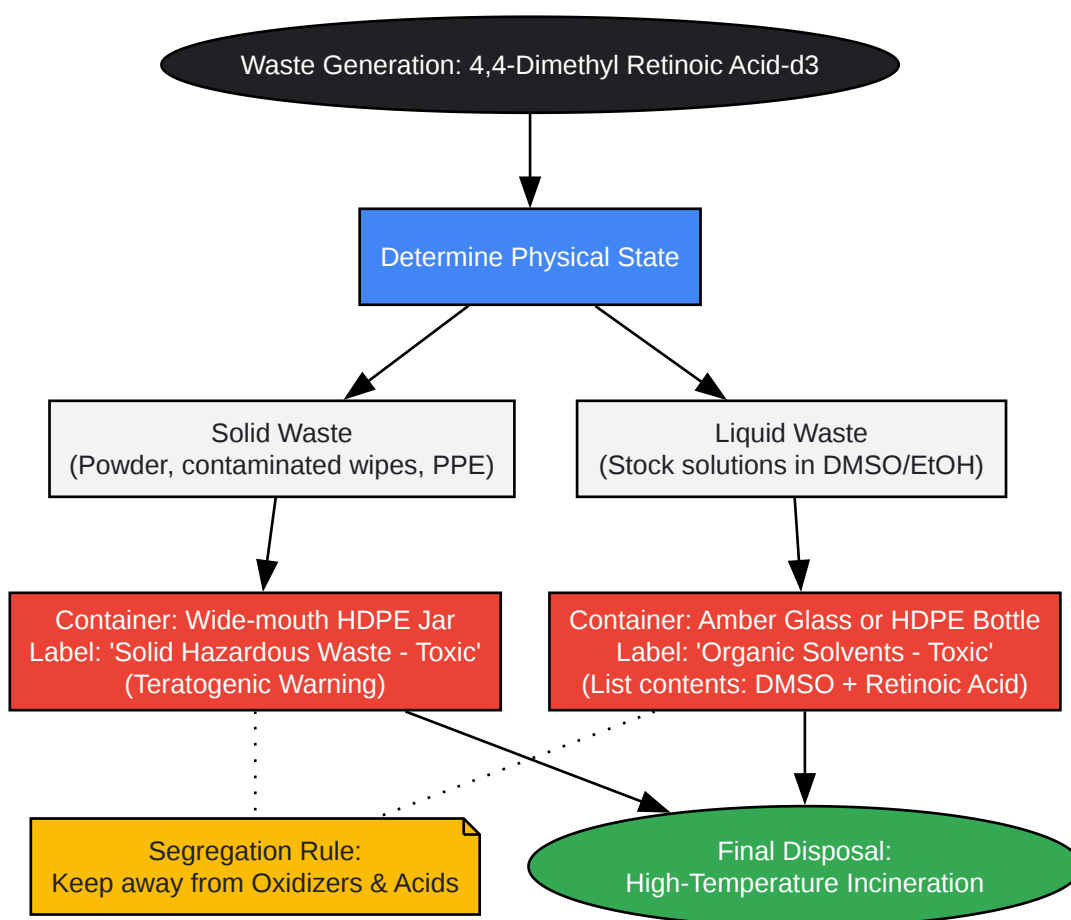 Waste Generation: 4,4-Dimethyl Retinoic Acid-d3
Determine Physical State
Solid Waste
(Powder, contaminated wipes, PPE)
Liquid Waste
(Stock solutions in DMSO/EtOH)
Container: Wide-mouth HDPE Jar
Label: 'Solid Hazardous Waste - Toxic'
(Teratogenic Warning)
Container: Amber Glass or HDPE Bottle
Label: 'Organic Solvents - Toxic'
(List contents: DMSO + Retinoic Acid)
Segregation Rule:
Keep away from Oxidizers & Acids
Final Disposal:
High-Temperature Incineration